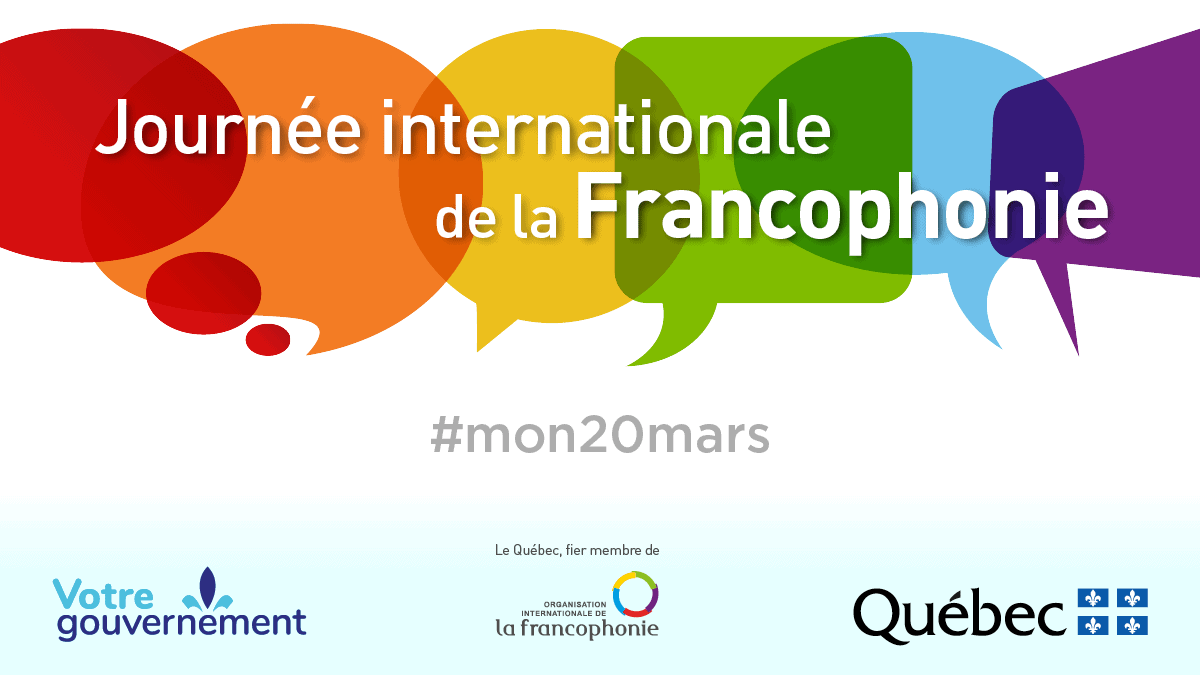 Journée internationale
de la Francophonie
#mon20mars
Le Québec, fier membre de
Votre
gouvernement
ORGANISATION
INTERNATIONALE DE
la francophonie
Québec